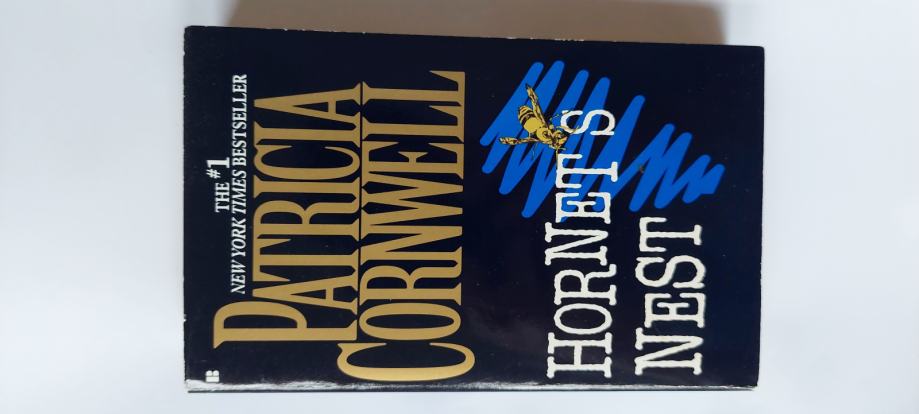 THE #1
NEW YORK TIMES BESTSELLER
PATRICIA
CORNWELL
HORNET'S
NEST
B